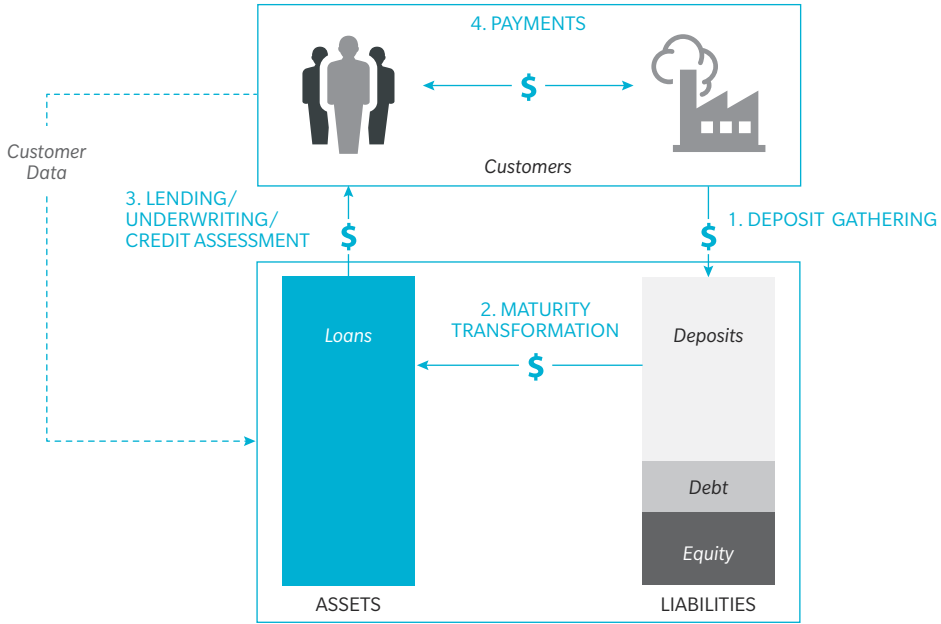 4. PAYMENTS
$
Customers
Customer
Data
3. LENDING/
UNDERWRITING/
CREDIT ASSESSMENT
$
1. DEPOSIT GATHERING
$
Loans
2. MATURITY
TRANSFORMATION
$
Deposits
Debt
Equity
ASSETS
LIABILITIES